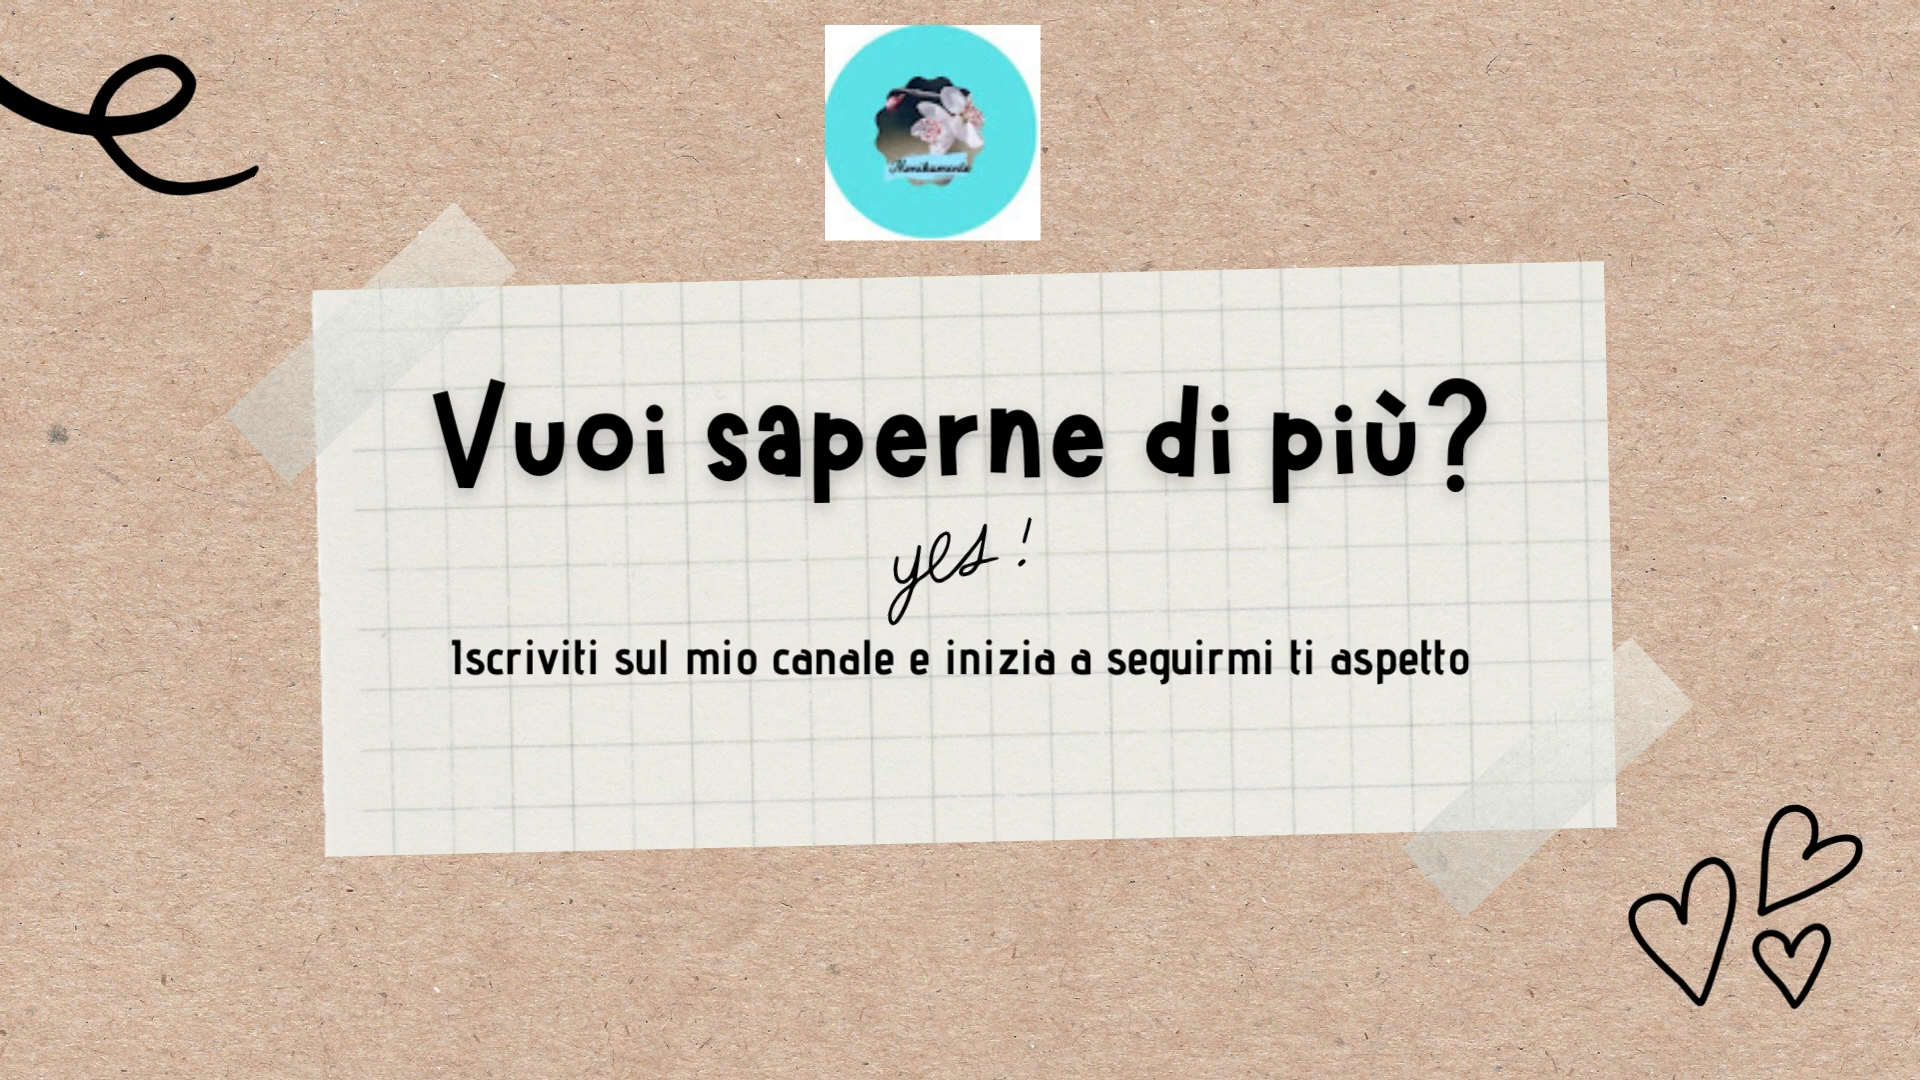 Vuoi saperne di più?
yes!
Iscriviti sul mio canale e inizia a seguirmi ti aspetto